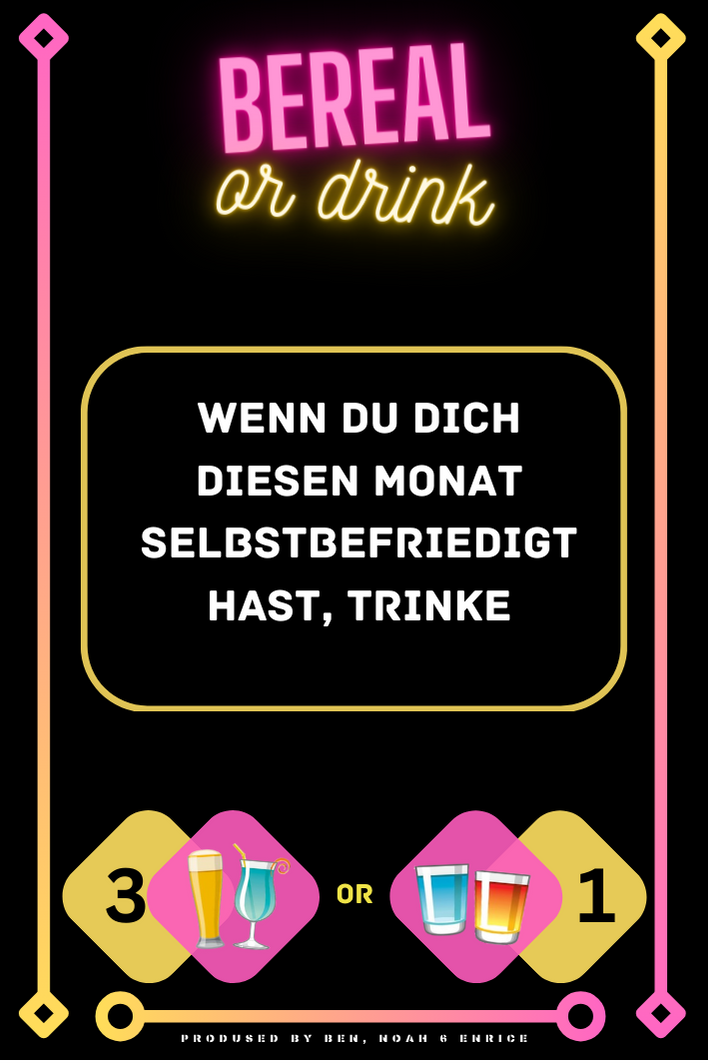 BEREAL
or drink
WENN DU DICH
DIESEN MONAT
SELBSTBEFRIEDIGT
HAST, TRINKE
3 OR 1
PRODUSED BY BEN, NOAH & ENRICE